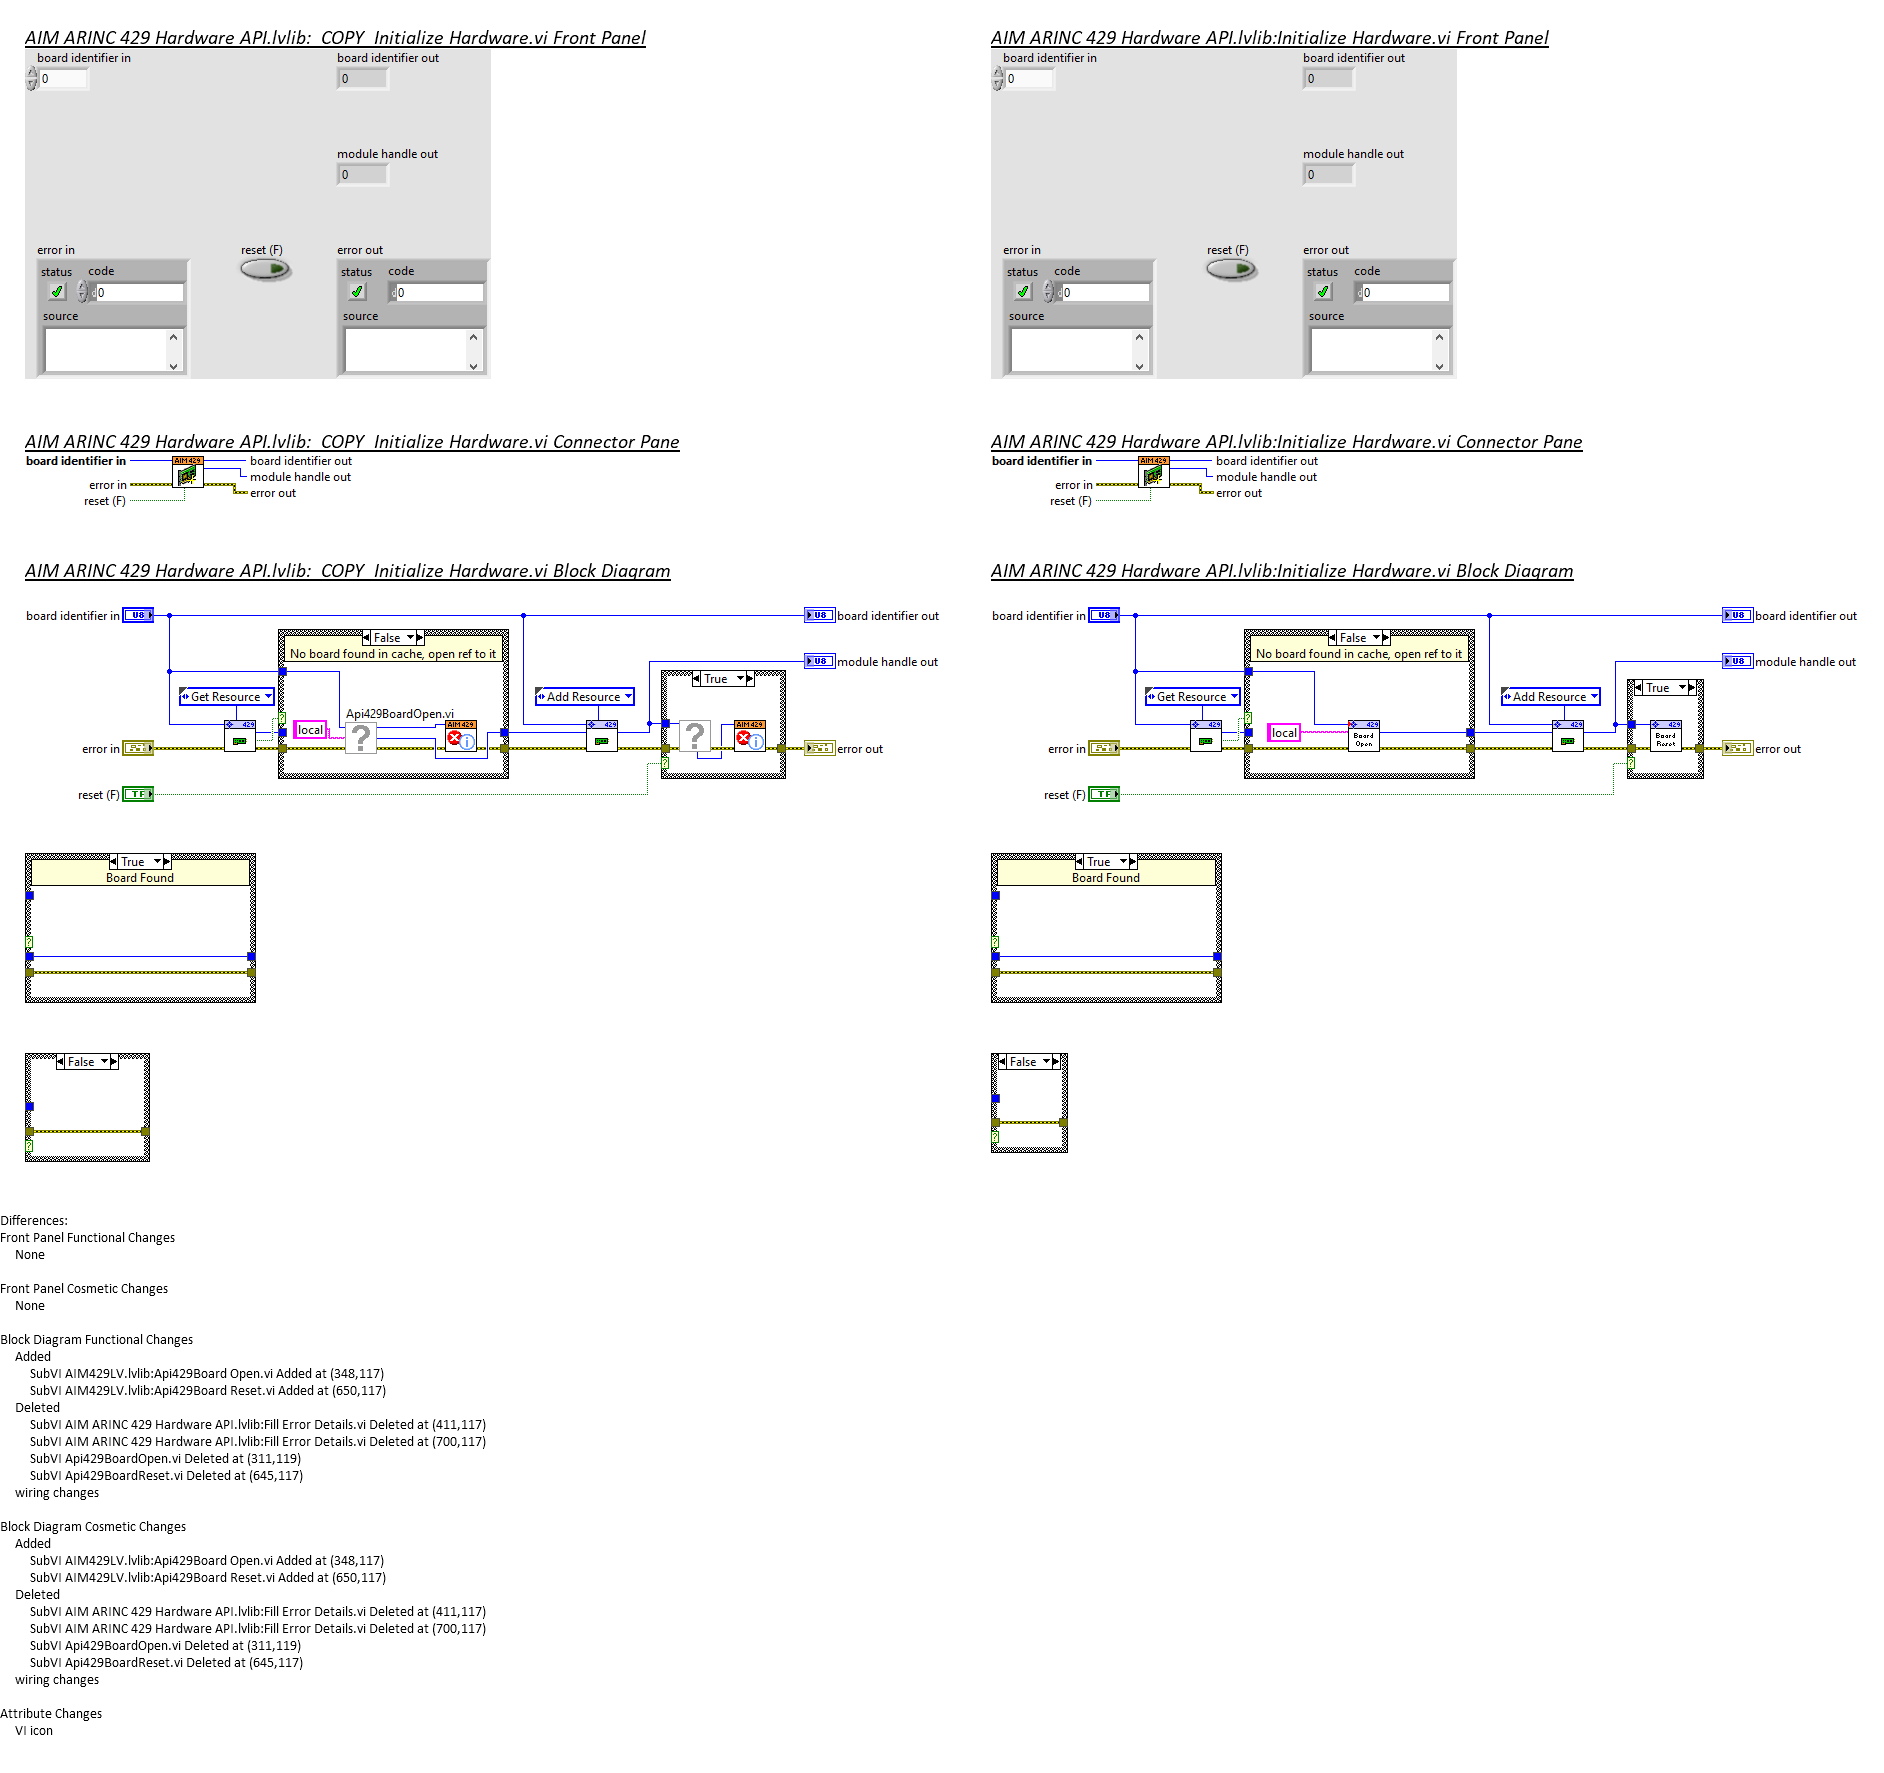 AIM ARINC 429 Hardware API.lvlib:_COPY_Initialize Hardware.vi Front Panel
board identifier in
0
board identifier out
0
module handle out
0
error in
status code
0
source
reset (F)
error out
status code
0
source
AIM ARINC 429 Hardware API.lvlib:Initialize Hardware.vi Front Panel
board identifier in
0
board identifier out
0
module handle out
0
error in
status code
0
source
reset (F)
error out
status code
0
source
AIM ARINC 429 Hardware API.lvlib:_COPY_Initialize Hardware.vi Connector Pane
board identifier in
error in
reset (F)
AIM 429
board identifier out
module handle out
error out
AIM ARINC 429 Hardware API.lvlib:Initialize Hardware.vi Connector Pane
board identifier in
error in
reset (F)
AIM 429
board identifier out
module handle out
error out
AIM ARINC 429 Hardware API.lvlib:_COPY_Initialize Hardware.vi Block Diagram
board identifier in
U8
False
No board found in cache, open ref to it
Get Resource
429
local
Api429BoardOpen.vi
?
AIM 429
Add Resource
429
True
?
AIM 429
U8
board identifier out
U8
module handle out
error in
error out
reset (F)
TF
AIM ARINC 429 Hardware API.lvlib:Initialize Hardware.vi Block Diagram
board identifier in
U8
False
No board found in cache, open ref to it
Get Resource
429
local
429
Board
Open
Add Resource
429
True
429
Board
Reset
U8
board identifier out
U8
module handle out
error in
error out
reset (F)
TF
True
Board Found
?
True
Board Found
?
False
?
False
?
Differences:
Front Panel Functional Changes
None
Front Panel Cosmetic Changes
None
Block Diagram Functional Changes
Added
SubVI AIM429LV.lvlib:Api429Board Open.vi Added at (348,117)
SubVI AIM429LV.lvlib:Api429Board Reset.vi Added at (650,117)
Deleted
SubVI AIM ARINC 429 Hardware API.lvlib:Fill Error Details.vi Deleted at (411,117)
SubVI AIM ARINC 429 Hardware API.lvlib:Fill Error Details.vi Deleted at (700,117)
SubVI Api429BoardOpen.vi Deleted at (311,119)
SubVI Api429BoardReset.vi Deleted at (645,117)
wiring changes
Block Diagram Cosmetic Changes
Added
SubVI AIM429LV.lvlib:Api429Board Open.vi Added at (348,117)
SubVI AIM429LV.lvlib:Api429Board Reset.vi Added at (650,117)
Deleted
SubVI AIM ARINC 429 Hardware API.lvlib:Fill Error Details.vi Deleted at (411,117)
SubVI AIM ARINC 429 Hardware API.lvlib:Fill Error Details.vi Deleted at (700,117)
SubVI Api429BoardOpen.vi Deleted at (311,119)
SubVI Api429BoardReset.vi Deleted at (645,117)
wiring changes
Attribute Changes
VI icon